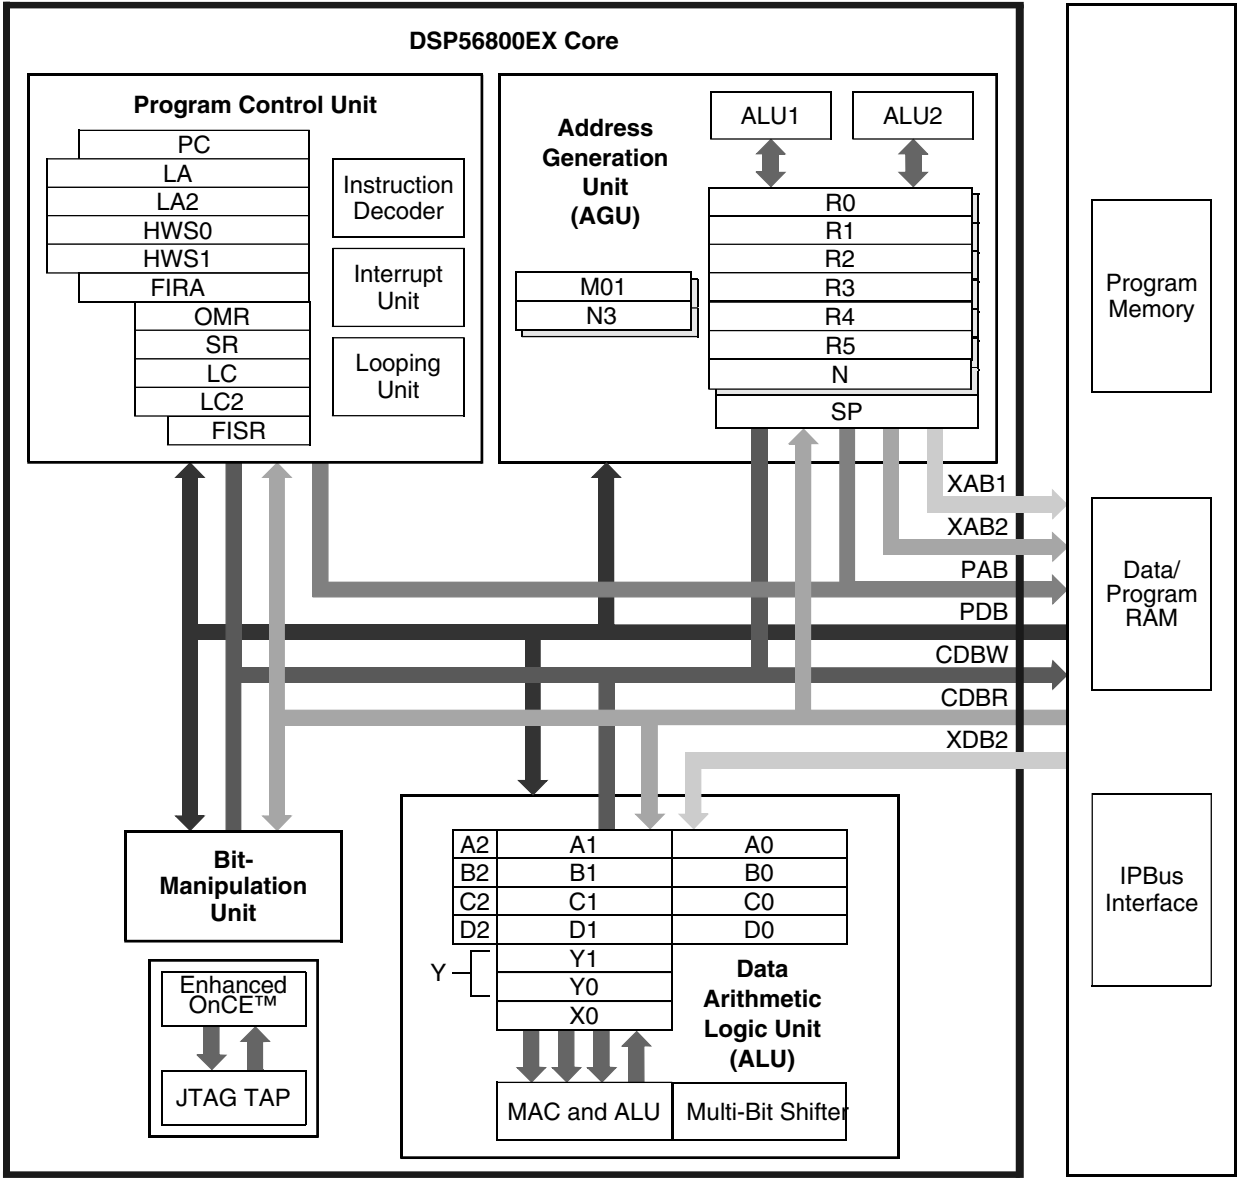 DSP56800EX Core
Program Control Unit
PC
LA
LA2
HWS0
HWS1
FIRA
OMR
SR
LC
LC2
FISR
Instruction
Decoder
Interrupt
Unit
Looping
Unit
Address
Generation
Unit
(AGU)
ALU1
ALU2
R0
R1
R2
R3
R4
R5
N
SP
M01
N3
XAB1
XAB2
PAB
PDB
CDBW
CDBR
XDB2
Program
Memory
Data/
Program
RAM
IPBus
Interface
Bit-
Manipulation
Unit
Enhanced
OnCE™
JTAG TAP
A2 A1 A0
B2 B1 B0
C2 C1 C0
D2 D1 D0
Y
Y1
Y0
X0
Data
Arithmetic
Logic Unit
(ALU)
MAC and ALU
Multi-Bit Shifter